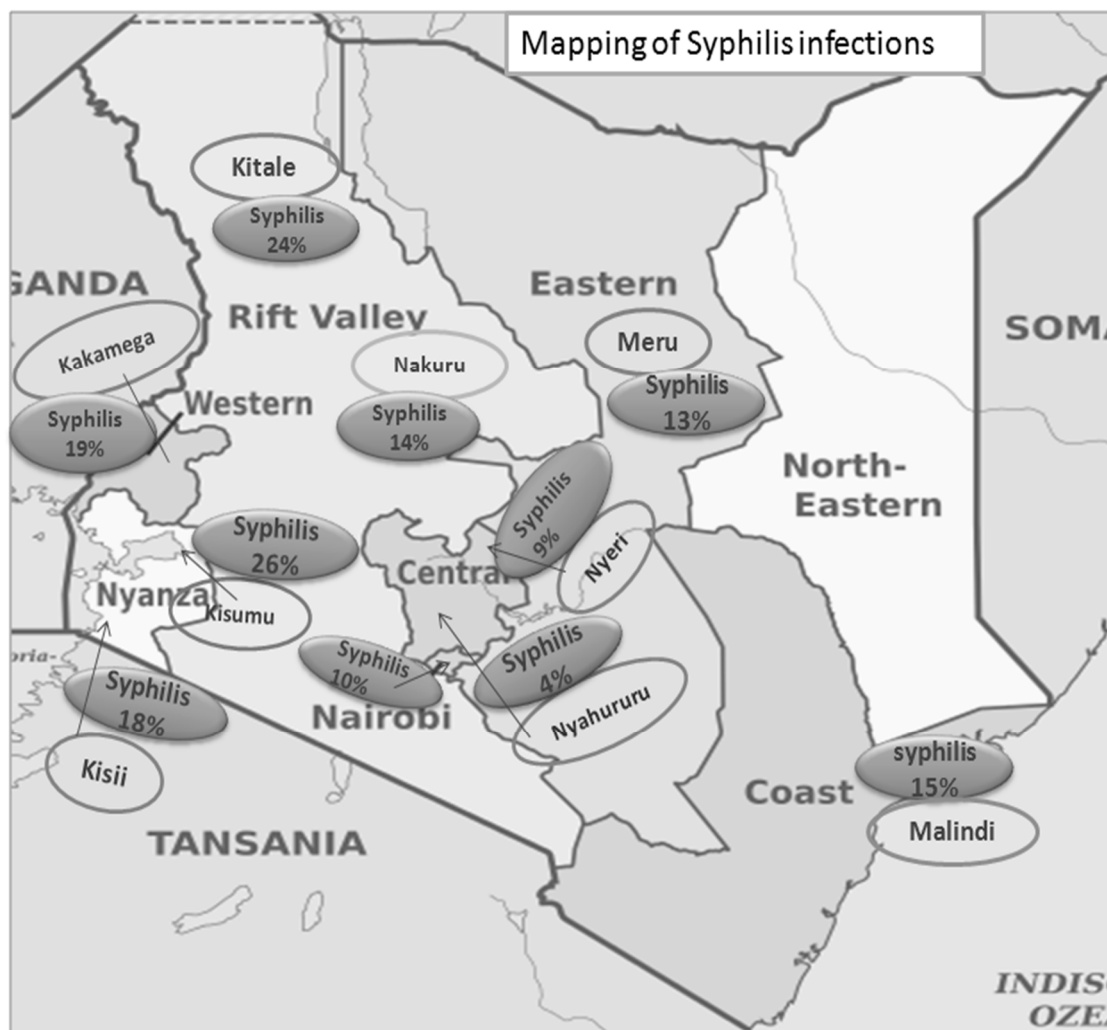 Mapping of Syphilis infections
Kitale
Syphilis
24%
GANDA
Eastern
Rift Valley
SOMA
Kakamega
Meru
Nakuru
Syphilis
13%
Syphilis
19%
Western
Syphilis
14%
North-
Eastern
Syphilis
9%
Nyeri
Syphilis
26%
Central
Nyanza
Kisumu
oria-
Syphilis
10%
Syphilis
4%
Nairobi
Nyahururu
Syphilis
18%
Kisii
syphilis
15%
Coast
Malindi
TANSANIA
INDISC
OZE